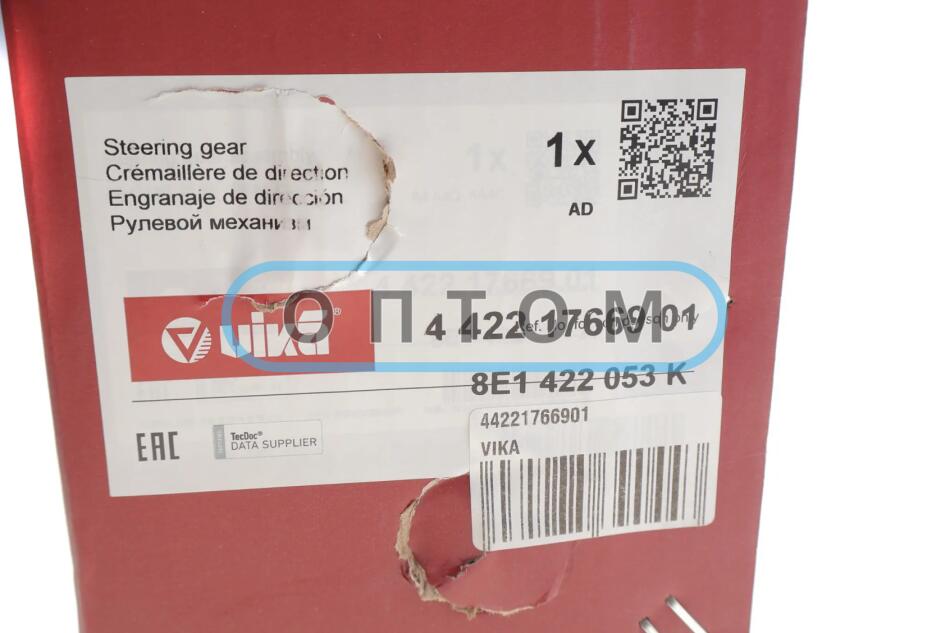 Steering gear
Crémaillère de direction
Engranaje de dirección
Рулевой механизм
1x
AD
ОПТОМ
vika®
4 422 17669 01
8E1 422 053 K
EAC
TecDoc®
DATA SUPPLIER
44221766901
VIKA